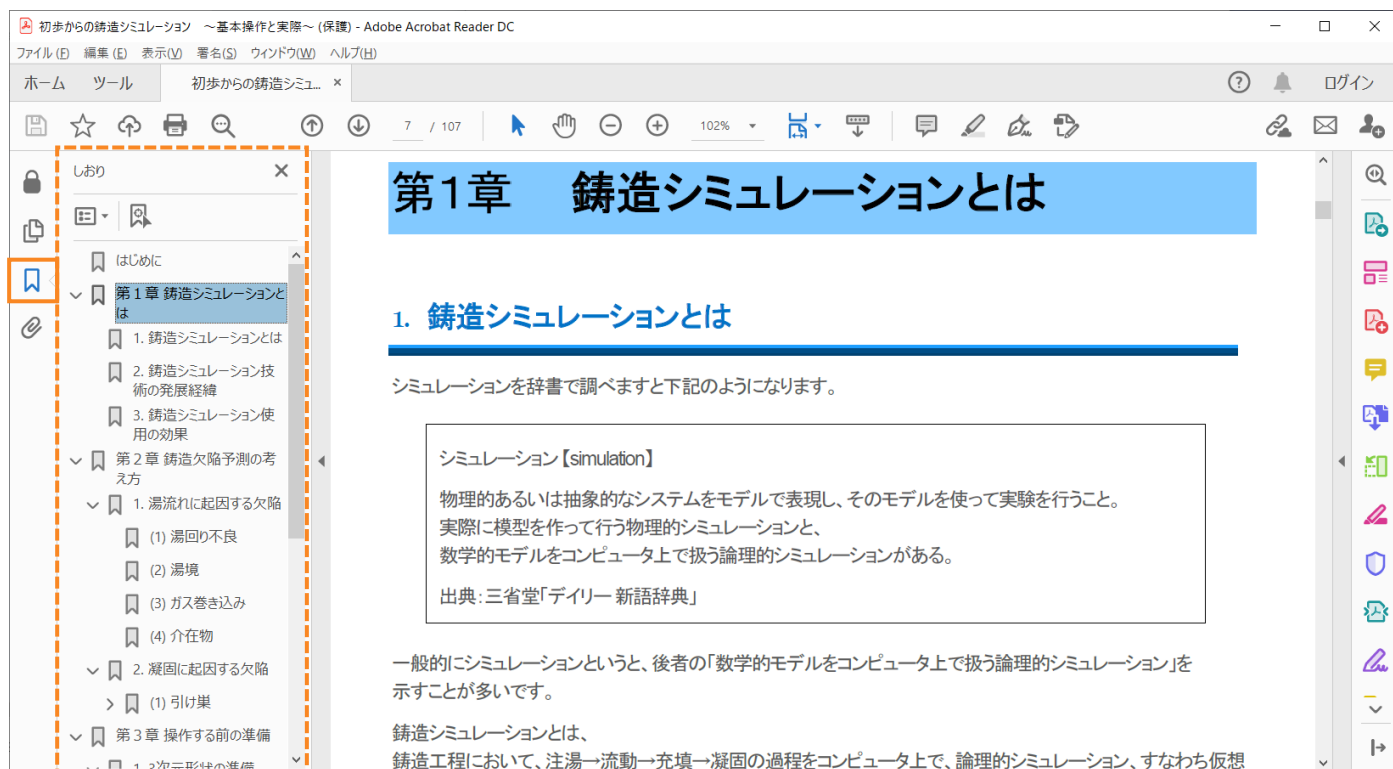 初歩からの鋳造シミュレーション　～基本操作と実際～ (保護) - Adobe Acrobat Reader DC
ファイル(F) 編集(E) 表示(V) 署名(S) ウィンドウ(W) ヘルプ(H)
ホーム ツール 初歩からの鋳造シミュ... × ログイン
7 / 107 102%
しおり
はじめに
第1章 鋳造シミュレーションと
は
1. 鋳造シミュレーションとは
2. 鋳造シミュレーション技
術の発展経緯
3. 鋳造シミュレーション使
用の効果
第2章 鋳造欠陥予測の考
え方
1. 湯流れに起因する欠陥
(1) 湯回り不良
(2) 湯境
(3) ガス巻き込み
(4) 介在物
2. 凝固に起因する欠陥
(1) 引け巣
第3章 操作する前の準備
1. 3次元形状の準備
第1章　鋳造シミュレーションとは
1. 鋳造シミュレーションとは
シミュレーションを辞書で調べますと下記のようになります。
シミュレーション【simulation】
物理的あるいは抽象的なシステムをモデルで表現し、そのモデルを使って実験を行うこと。
実際に模型を作って行う物理的シミュレーションと、
数学的モデルをコンピュータ上で扱う論理的シミュレーションがある。
出典：三省堂「デイリー 新語辞典」
一般的にシミュレーションというと、後者の「数学的モデルをコンピュータ上で扱う論理的シミュレーション」を
示すことが多いです。
鋳造シミュレーションとは、
鋳造工程において、注湯→流動→充填→凝固の過程をコンピュータ上で、論理的シミュレーション、すなわち仮想